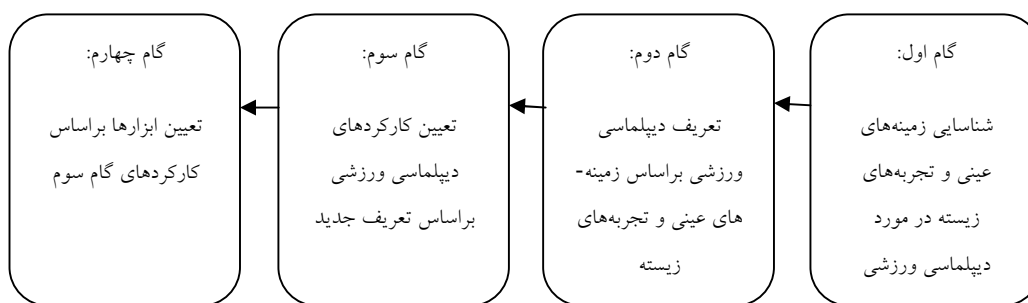 گام اول:
شناسایی زمینه‌های
عینی و تجربه‌های
زیسته در مورد
دیپلماسی ورزشی
گام دوم:
تعریف دیپلماسی
ورزشی براساس زمینه-
های عینی و تجربه‌های
زیسته
گام سوم:
تعیین کارکردهای
دیپلماسی ورزشی
براساس تعریف جدید
گام چهارم:
تعیین ابزارها براساس
کارکردهای گام سوم